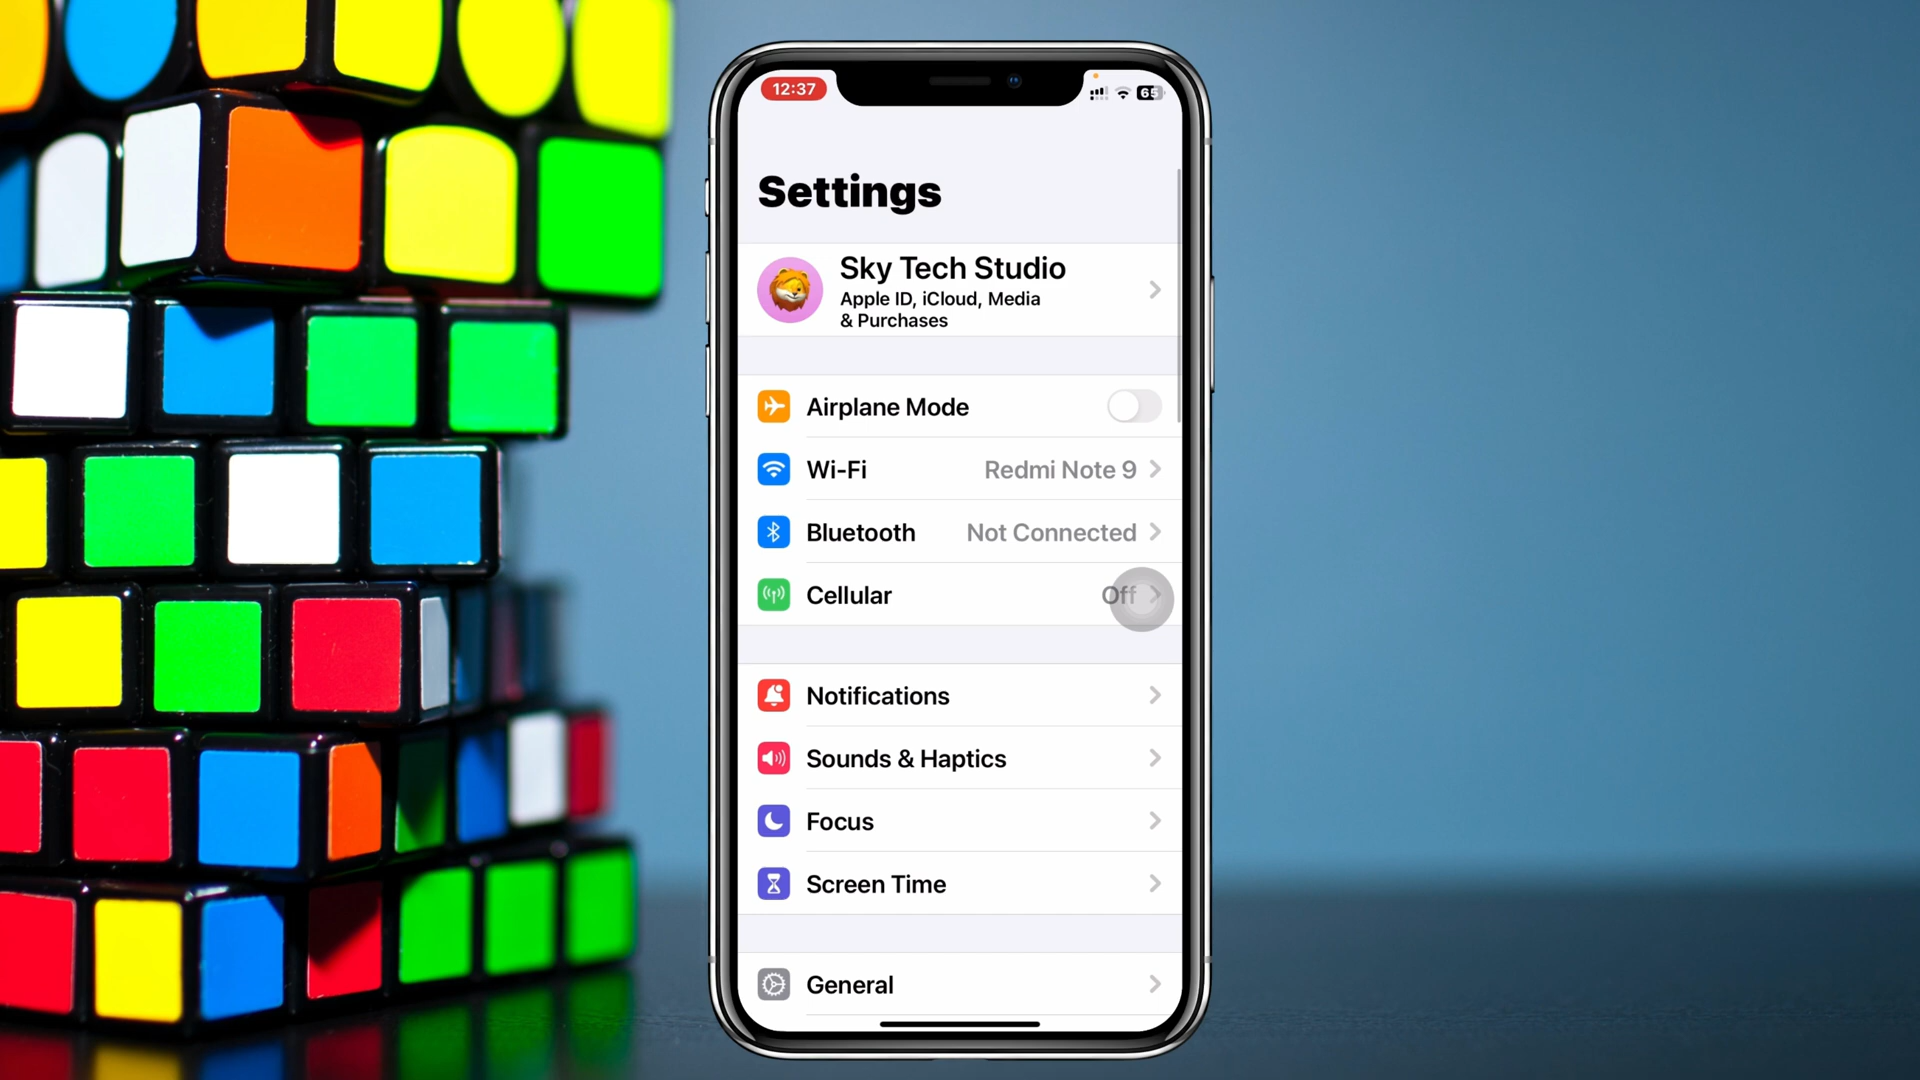 12:37
65
Settings
Sky Tech Studio
Apple ID, iCloud, Media
& Purchases
Airplane Mode
Wi-Fi Redmi Note 9
Bluetooth Not Connected
Cellular Off
Notifications
Sounds & Haptics
Focus
Screen Time
General